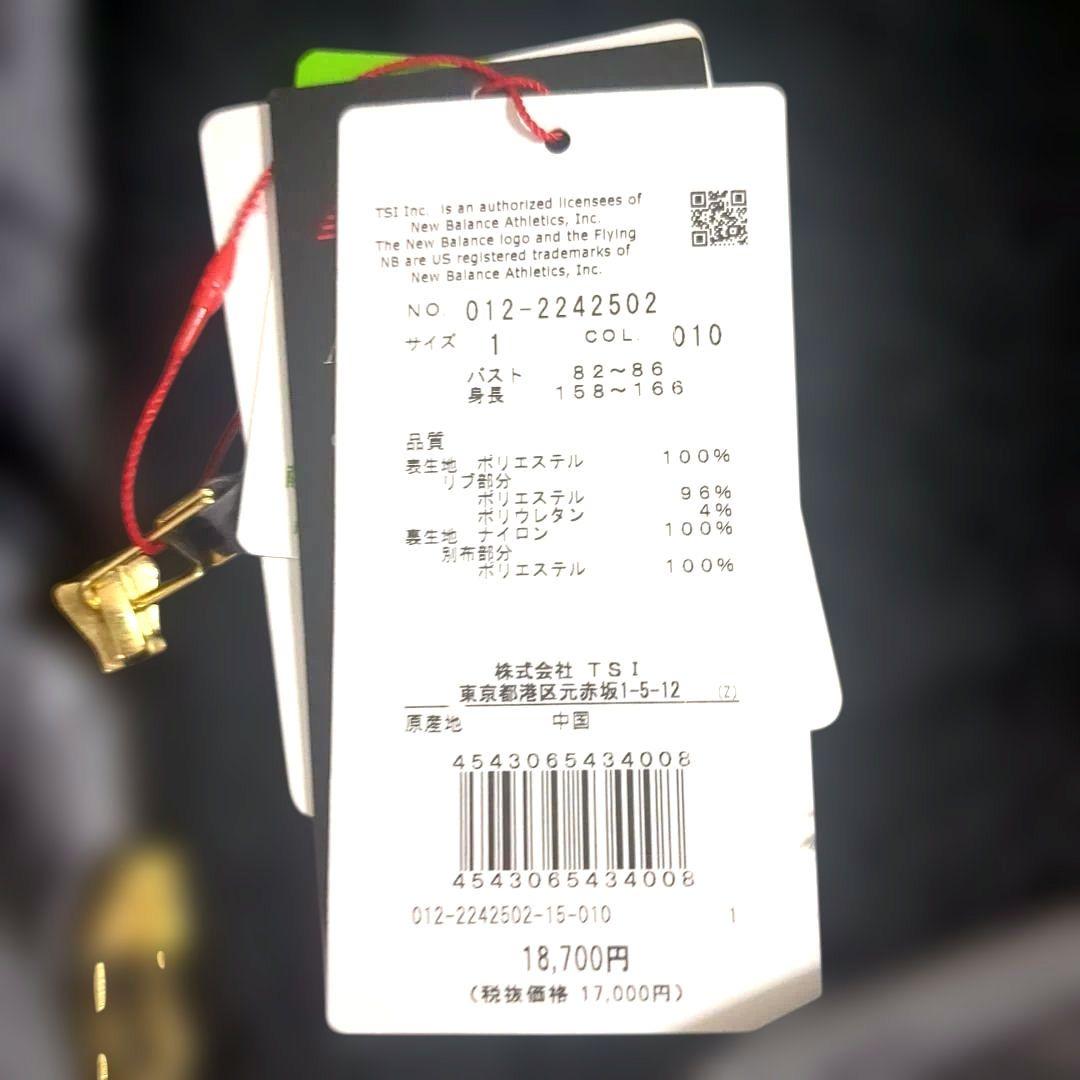 TSI Inc. is an authorized licensees of
New Balance Athletics, Inc.
The New Balance logo and the Flying
NB are US registered trademarks of
New Balance Athletics, Inc.
NO. 012-2242502
サイズ 1 COL. 010
バスト 82~86
身長 158~166
品質
表生地 ポリエステル 100%
リブ部分
ポリエステル 96%
ポリウレタン 4%
裏生地 ナイロン 100%
別布部分
ポリエステル 100%
株式会社 TSI
東京都港区元赤坂1-5-12 (Z)
原産地 中国
4543065434008
4543065434008
012-2242502-15-010 1
18,700円
(税抜価格 17,000円)